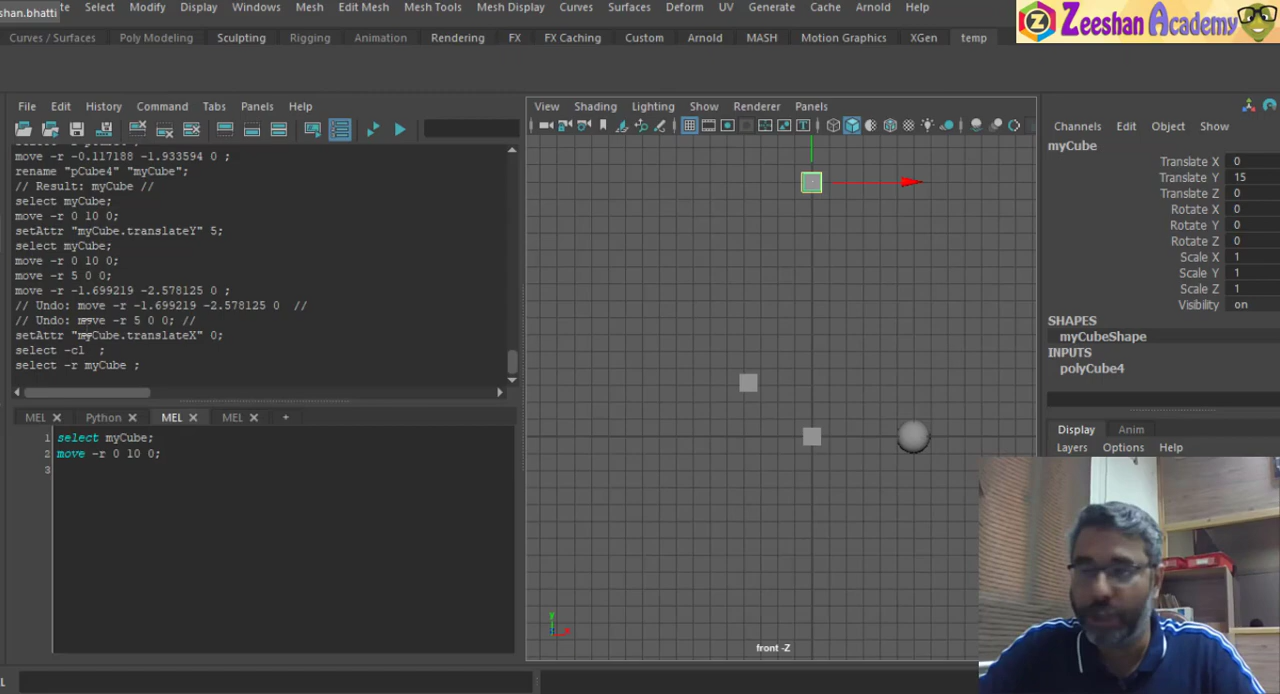 shan.bhatti
Select Modify Display Windows Mesh Edit Mesh Mesh Tools Mesh Display Curves Surfaces Deform UV Generate Cache Arnold Help
Zeeshan Academy
Curves / Surfaces Poly Modeling Sculpting Rigging Animation Rendering FX FX Caching Custom Arnold MASH Motion Graphics XGen temp
File Edit History Command Tabs Panels Help
View Shading Lighting Show Renderer Panels
Channels Edit Object Show
move -r -0.117188 -1.933594 0 ;
rename "pCube4" "myCube";
// Result: myCube //
select myCube;
move -r 0 10 0;
setAttr "myCube.translateY" 5;
select myCube;
move -r 0 10 0;
move -r 5 0 0;
move -r -1.699219 -2.578125 0 ;
// Undo: move -r -1.699219 -2.578125 0 //
// Undo: move -r 5 0 0; //
setAttr "myCube.translateX" 0;
select -cl ;
select -r myCube ;
MEL Python MEL MEL +
1 select myCube;
2 move -r 0 10 0;
3
front -Z
myCube
Translate X 0
Translate Y 15
Translate Z 0
Rotate X 0
Rotate Y 0
Rotate Z 0
Scale X 1
Scale Y 1
Scale Z 1
Visibility on
SHAPES
myCubeShape
INPUTS
polyCube4
Display Anim
Layers Options Help